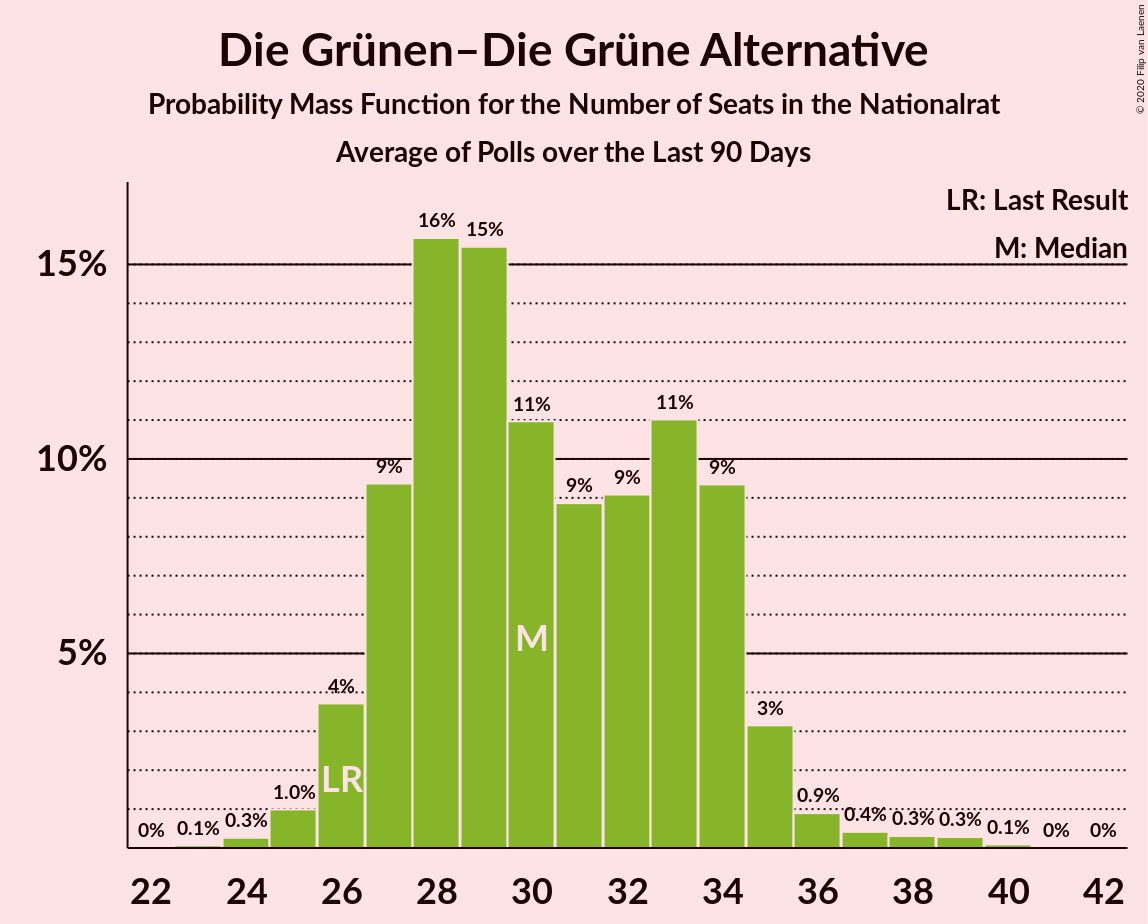 Die Grünen–Die Grüne Alternative
Probability Mass Function for the Number of Seats in the Nationalrat
Average of Polls over the Last 90 Days
© 2020 Filip van Laenen
LR: Last Result
M: Median
15%
10%
5%
0%
0.1%
0.3%
1.0%
4%
9%
16%
15%
11%
9%
9%
11%
9%
3%
0.9%
0.4%
0.3%
0.3%
0.1%
0%
0%
LR
M
22 24 26 28 30 32 34 36 38 40 42